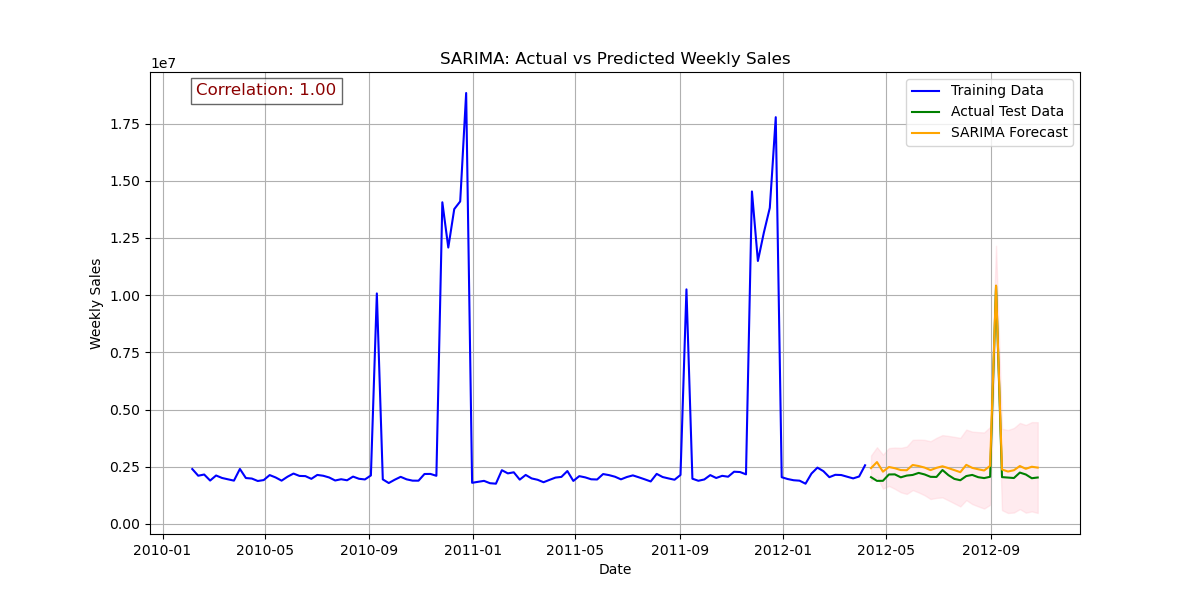 SARIMA: Actual vs Predicted Weekly Sales
1e7
Correlation: 1.00
Training Data
Actual Test Data
SARIMA Forecast
1.75
1.50
1.25
1.00
0.75
0.50
0.25
0.00
Weekly Sales
2010-01 2010-05 2010-09 2011-01 2011-05 2011-09 2012-01 2012-05 2012-09
Date